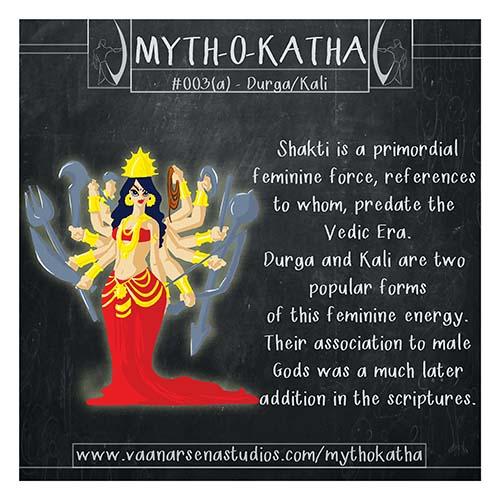 MYTH-O-KATHA
#003(a) - Durga/Kali
Shakti is a primordial
feminine force, references
to whom, predate the
Vedic Era.
Durga and Kali are two
popular forms
of this feminine energy.
Their association to male
Gods was a much later
addition in the scriptures.
www.vaanarsenastudios.com/mythokatha